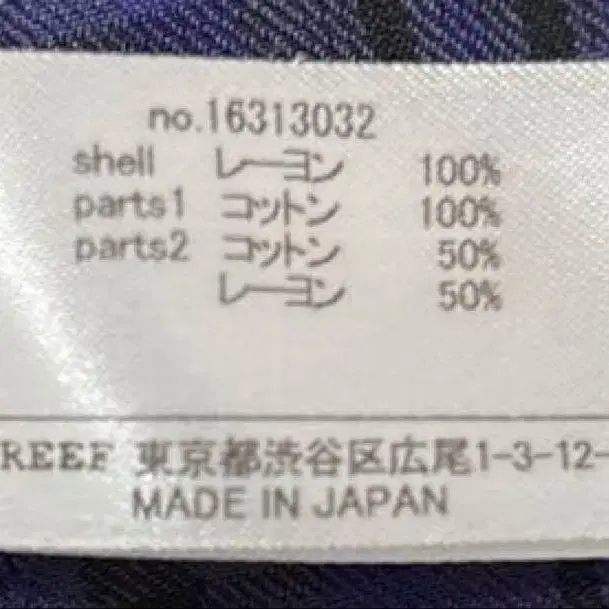 no.16313032
shell レーヨン 100%
parts1 コットン 100%
parts2 コットン 50%
レーヨン 50%
REEF 東京都渋谷区広尾1-3-12-
MADE IN JAPAN